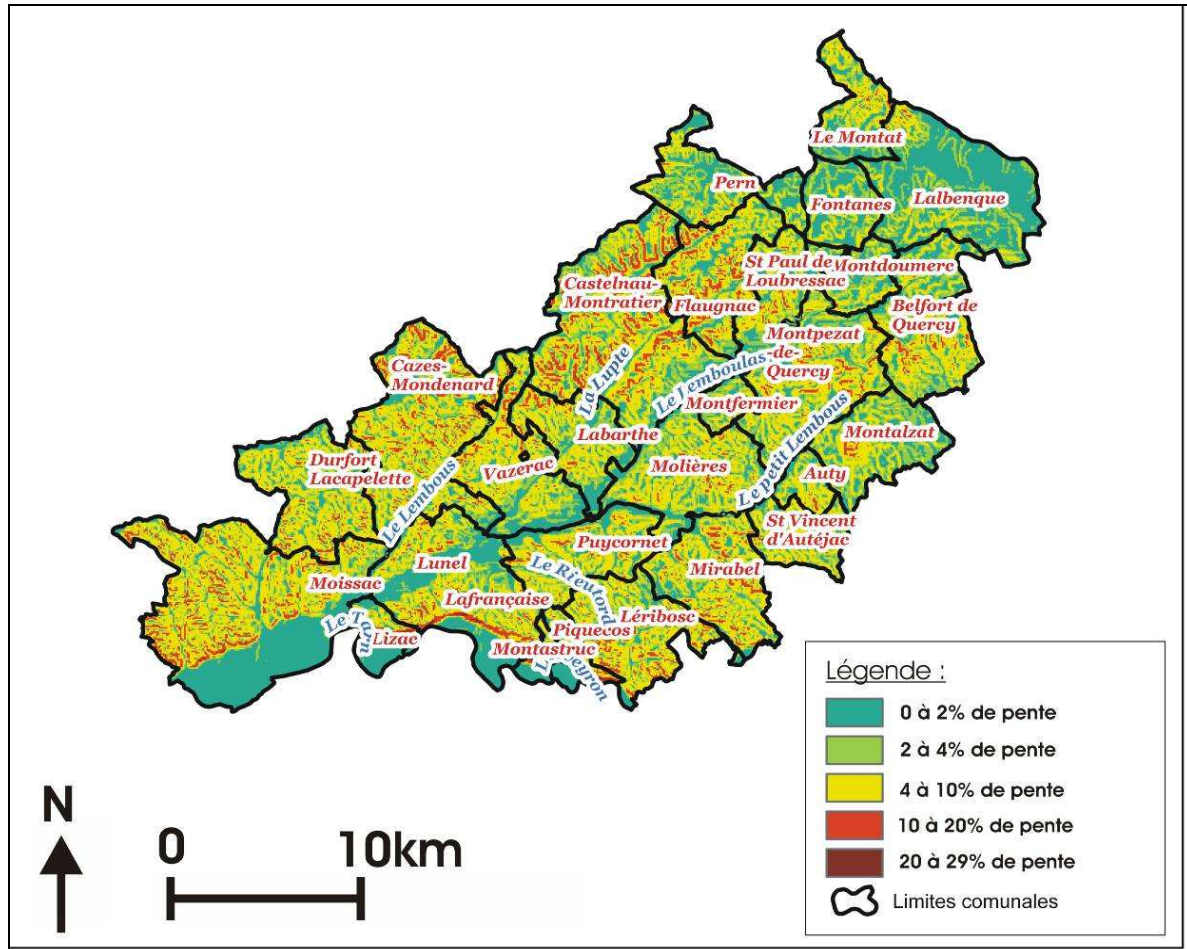 Le Montat
Pern
Fontanes
Lalbenque
St Paul de
Loubressac
Montdoumerc
Castelnau-
Montratier
Flaugnac
Belfort de
Quercy
Montpezat
-de-
Quercy
Cazes-
Mondenard
La Lupte
Le Lemboulas
Montfermier
Labarthe
Montalzat
Durfort
Lacapelette
Vazerac
Molières
Auty
Le petit Lembous
Le Lembous
St Vincent
d'Autéjac
Puycornet
Moissac
Lunel
Le Rieutord
Mirabel
Lafrançaise
Léribosc
Le Tarn
Lizac
Piquecos
Montastruc
N
0 10km
Légende :
0 à 2% de pente
2 à 4% de pente
4 à 10% de pente
10 à 20% de pente
20 à 29% de pente
Limites comunales